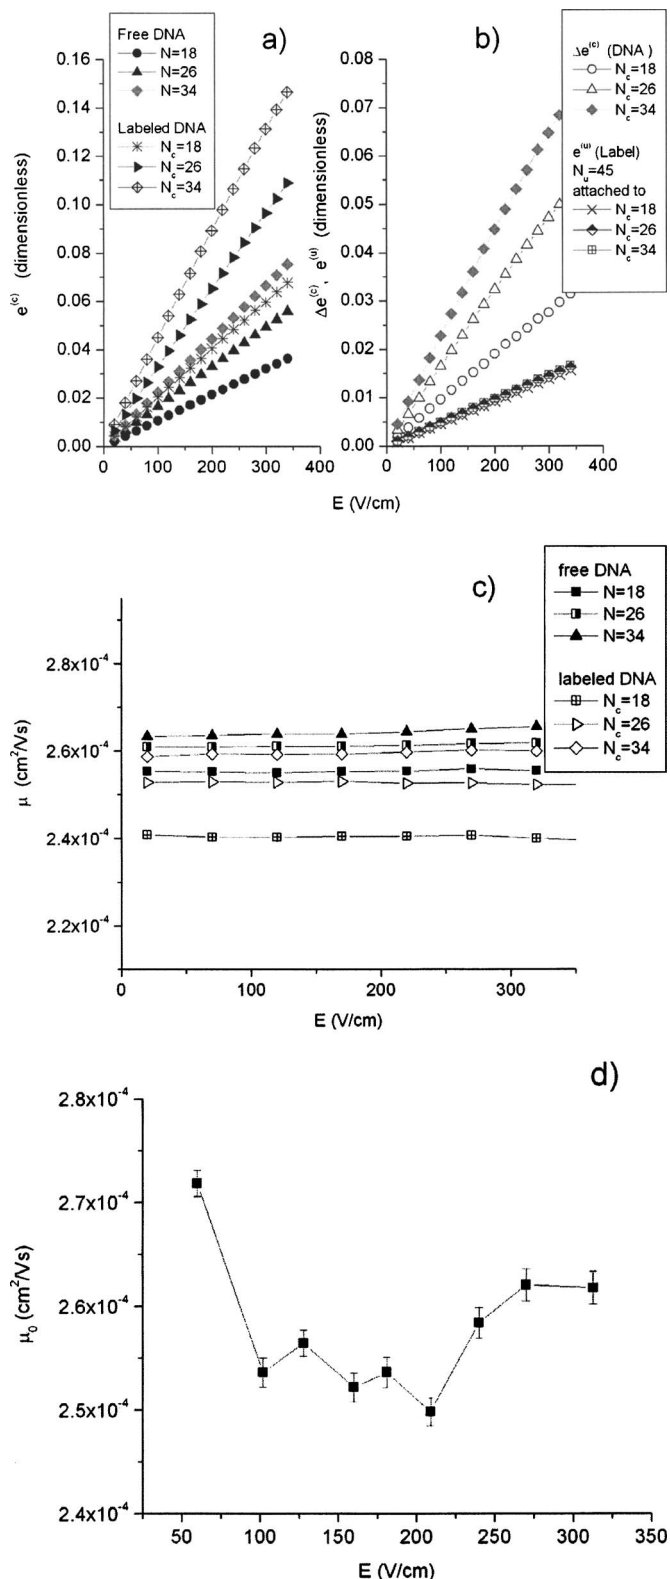 a)
Free DNA
N=18
N=26
N=34
Labeled DNA
N_c=18
N_c=26
N_c=34
e^(c) (dimensionless)
0.16
0.14
0.12
0.10
0.08
0.06
0.04
0.02
0.00
0 100 200 300 400
b)
Δe^(c) (DNA )
N_c=18
N_c=26
N_c=34
e^(u) (Label)
N_u=45
attached to
N_c=18
N_c=26
N_c=34
Δe^(c), e^(u) (dimensionless)
0.08
0.07
0.06
0.05
0.04
0.03
0.02
0.01
0.00
0 100 200 300 400
E (V/cm)
c)
free DNA
N=18
N=26
N=34
labeled DNA
N_c=18
N_c=26
N_c=34
μ (cm²/Vs)
2.8x10⁻⁴
2.6x10⁻⁴
2.4x10⁻⁴
2.2x10⁻⁴
0 100 200 300
E (V/cm)
d)
μ₀ (cm²/Vs)
2.8x10⁻⁴
2.7x10⁻⁴
2.6x10⁻⁴
2.5x10⁻⁴
2.4x10⁻⁴
50 100 150 200 250 300 350
E (V/cm)